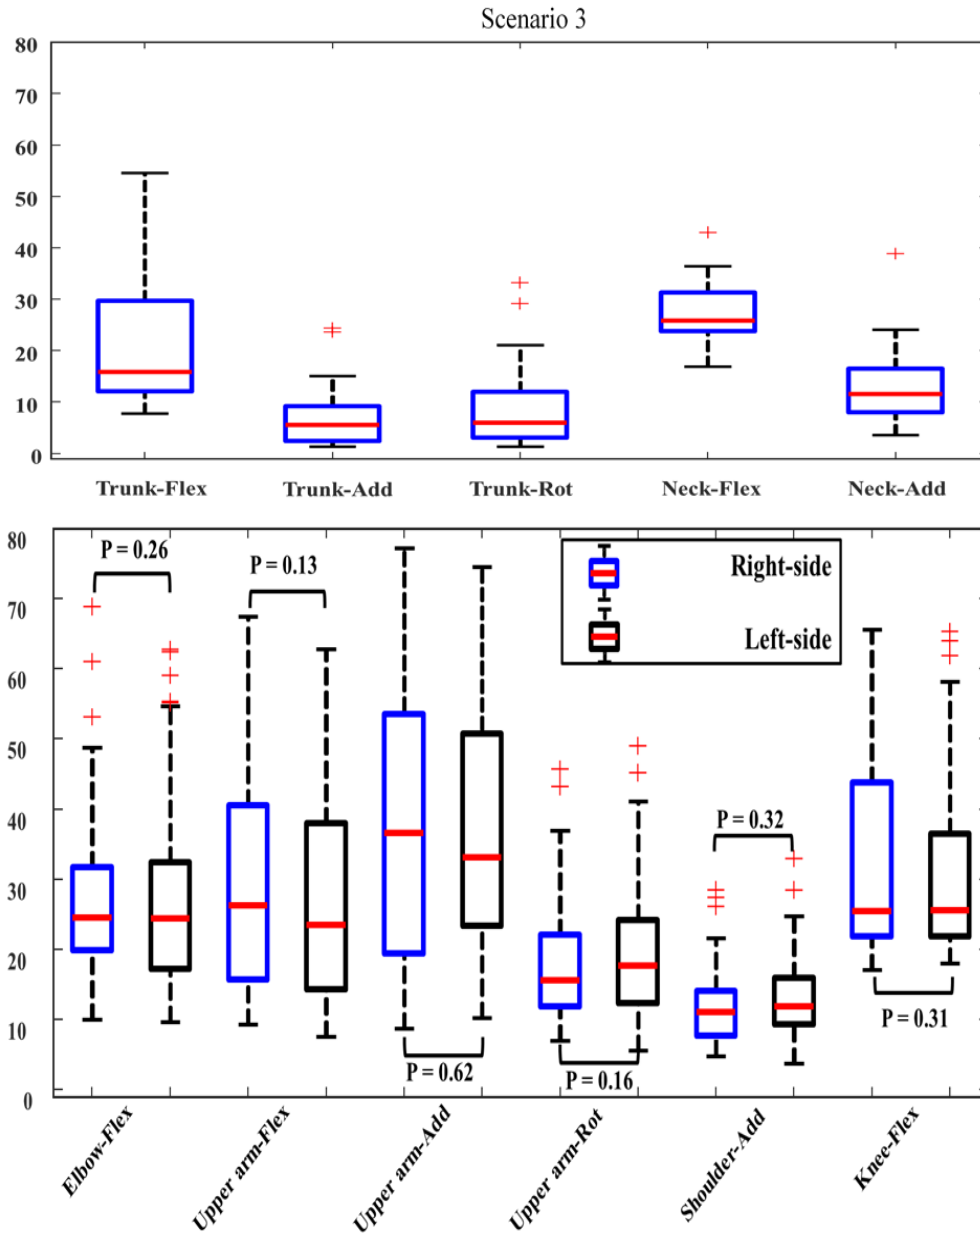 Scenario 3
80
70
60
50
40
30
20
10
0
Trunk-Flex Trunk-Add Trunk-Rot Neck-Flex Neck-Add
80
70
60
50
40
30
20
10
0
P = 0.26
P = 0.13
Right-side
Left-side
P = 0.62
P = 0.16
P = 0.32
P = 0.31
Elbow-Flex
Upper arm-Flex
Upper arm-Add
Upper arm-Rot
Shoulder-Add
Knee-Flex